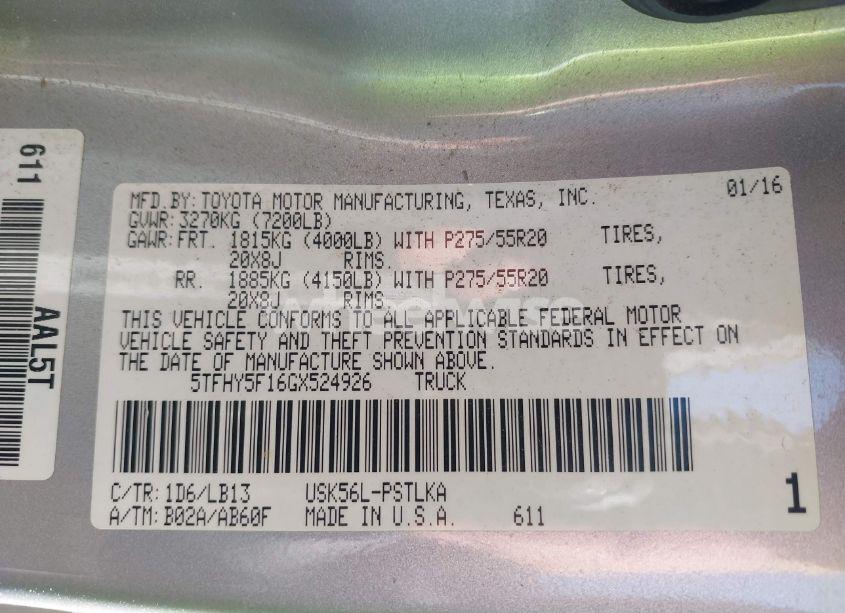 611
AAL5T
MFD.BY:TOYOTA MOTOR MANUFACTURING, TEXAS, INC. 01/16
GVWR:3270KG (7200LB)
GAWR:FRT. 1815KG (4000LB) WITH P275/55R20 TIRES,
20X8J RIMS.
RR. 1885KG (4150LB) WITH P275/55R20 TIRES,
20X8J RIMS.
THIS VEHICLE CONFORMS TO ALL APPLICABLE FEDERAL MOTOR
VEHICLE SAFETY AND THEFT PREVENTION STANDARDS IN EFFECT ON
THE DATE OF MANUFACTURE SHOWN ABOVE.
5TFHY5F16GX524926 TRUCK
C/TR:1D6/LB13 USK56L-PSTLKA
A/TM:B02A/AB60F MADE IN U.S.A. 611
1